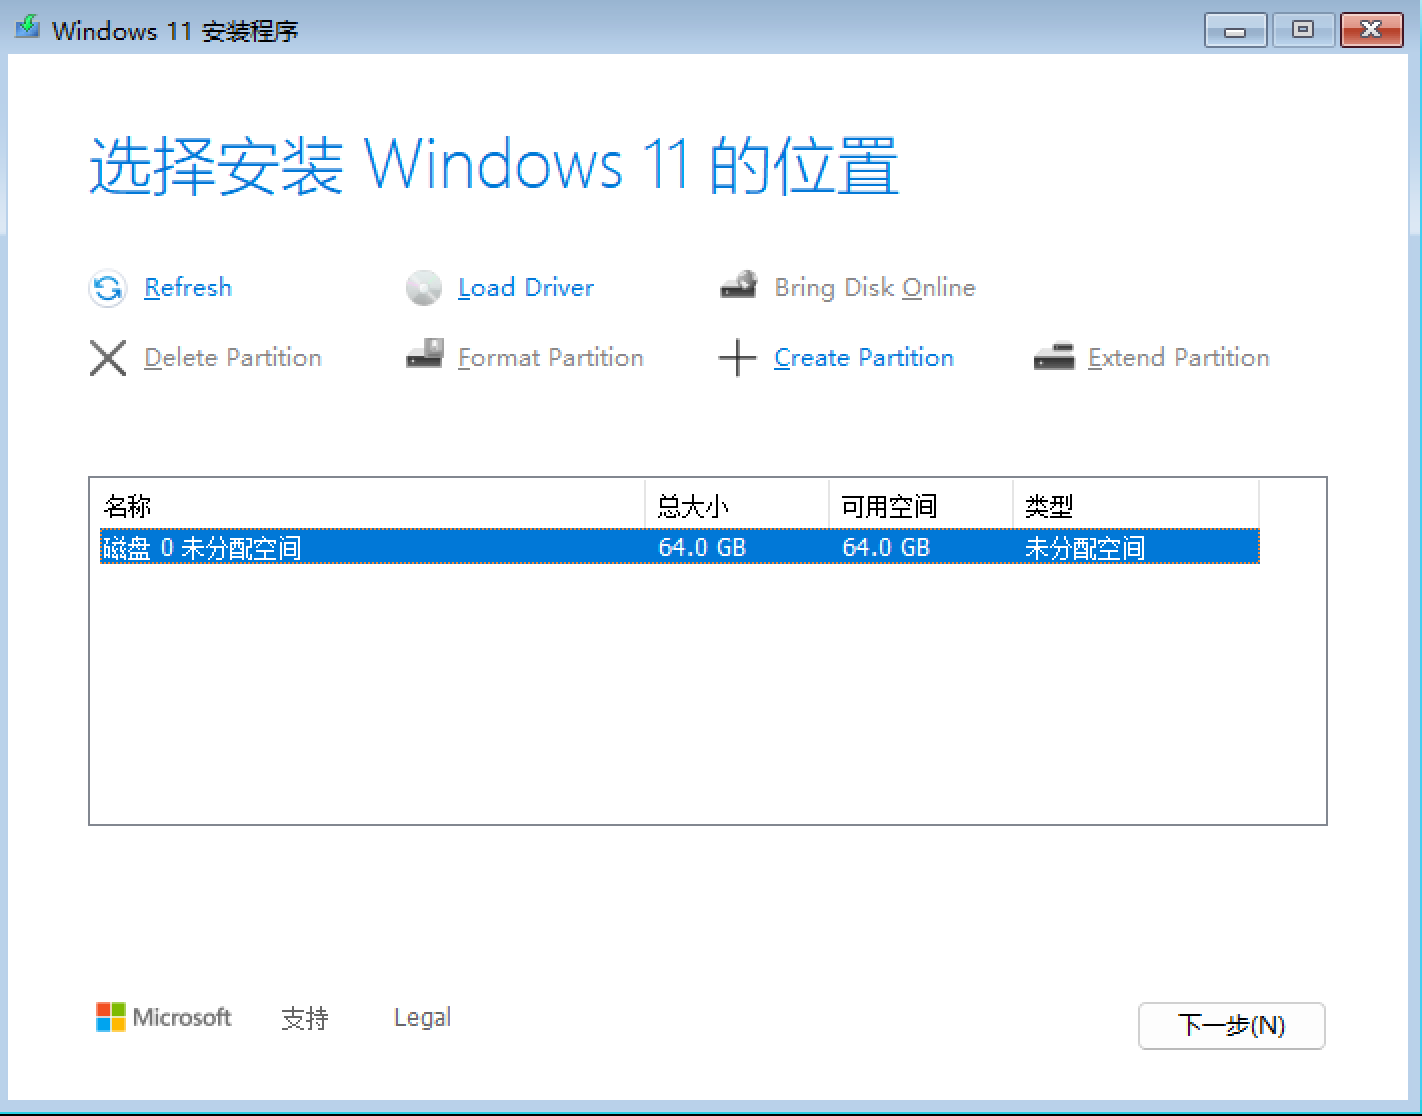 Windows 11 安装程序
选择安装 Windows 11 的位置
Refresh Load Driver Bring Disk Online
Delete Partition Format Partition Create Partition Extend Partition
名称 总大小 可用空间 类型
磁盘 0 未分配空间 64.0 GB 64.0 GB 未分配空间
Microsoft 支持 Legal 下一步(N)